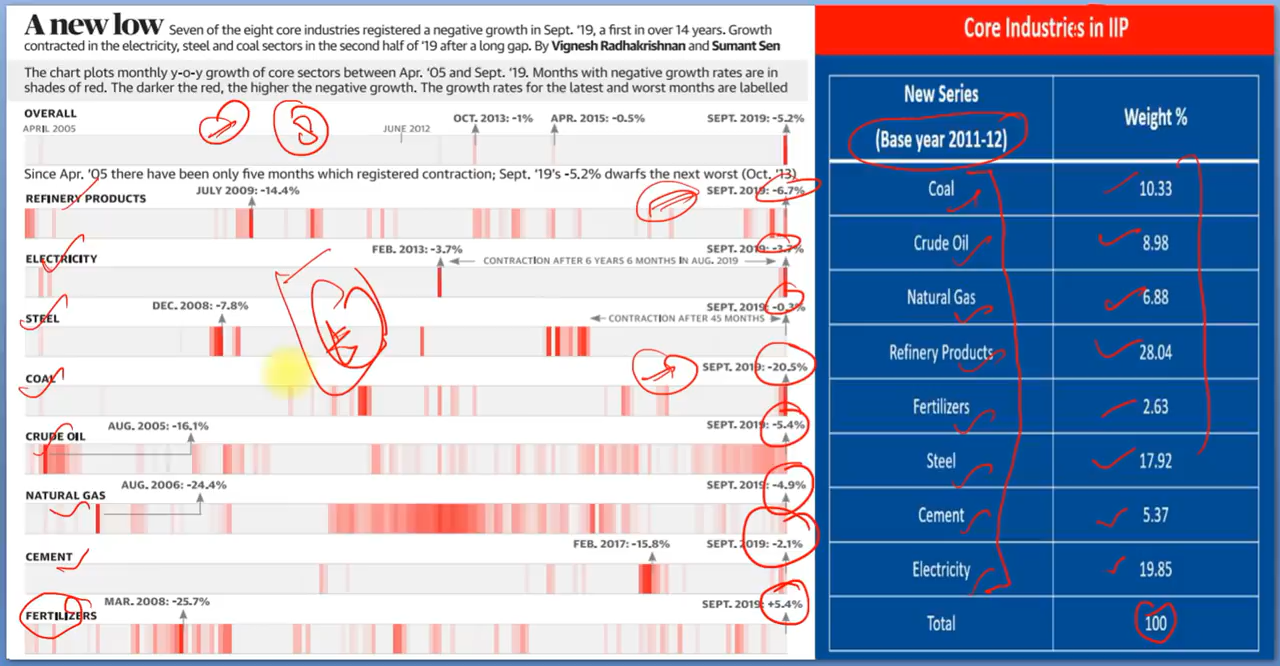 A new low Seven of the eight core industries registered a negative growth in Sept. '19, a first in over 14 years. Growth
contracted in the electricity, steel and coal sectors in the second half of '19 after a long gap. By Vignesh Radhakrishnan and Sumant Sen
The chart plots monthly y-o-y growth of core sectors between Apr. '05 and Sept. '19. Months with negative growth rates are in
shades of red. The darker the red, the higher the negative growth. The growth rates for the latest and worst months are labelled
OVERALL
APRIL 2005
JUNE 2012
OCT. 2013: -1%
APR. 2015: -0.5%
SEPT. 2019: -5.2%
8
Since Apr. '05 there have been only five months which registered contraction; Sept. '19's -5.2% dwarfs the next worst (Oct. '13)
REFINERY PRODUCTS
JULY 2009: -14.4%
SEPT. 2019: -6.7%
ELECTRICITY
FEB. 2013: -3.7%
SEPT. 2019: -3.7%
CONTRACTION AFTER 6 YEARS 6 MONTHS IN AUG. 2019
STEEL
DEC. 2008: -7.8%
SEPT. 2019: -0.3%
CONTRACTION AFTER 45 MONTHS
COAL
SEPT. 2019: -20.5%
CRUDE OIL
AUG. 2005: -16.1%
SEPT. 2019: -5.4%
NATURAL GAS
AUG. 2006: -24.4%
SEPT. 2019: -4.9%
CEMENT
FEB. 2017: -15.8%
SEPT. 2019: -2.1%
FERTILIZERS
MAR. 2008: -25.7%
SEPT. 2019: +5.4%
Core Industries in IIP
New Series
(Base year 2011-12)
Weight %
Coal 10.33
Crude Oil 8.98
Natural Gas 6.88
Refinery Products 28.04
Fertilizers 2.63
Steel 17.92
Cement 5.37
Electricity 19.85
Total 100